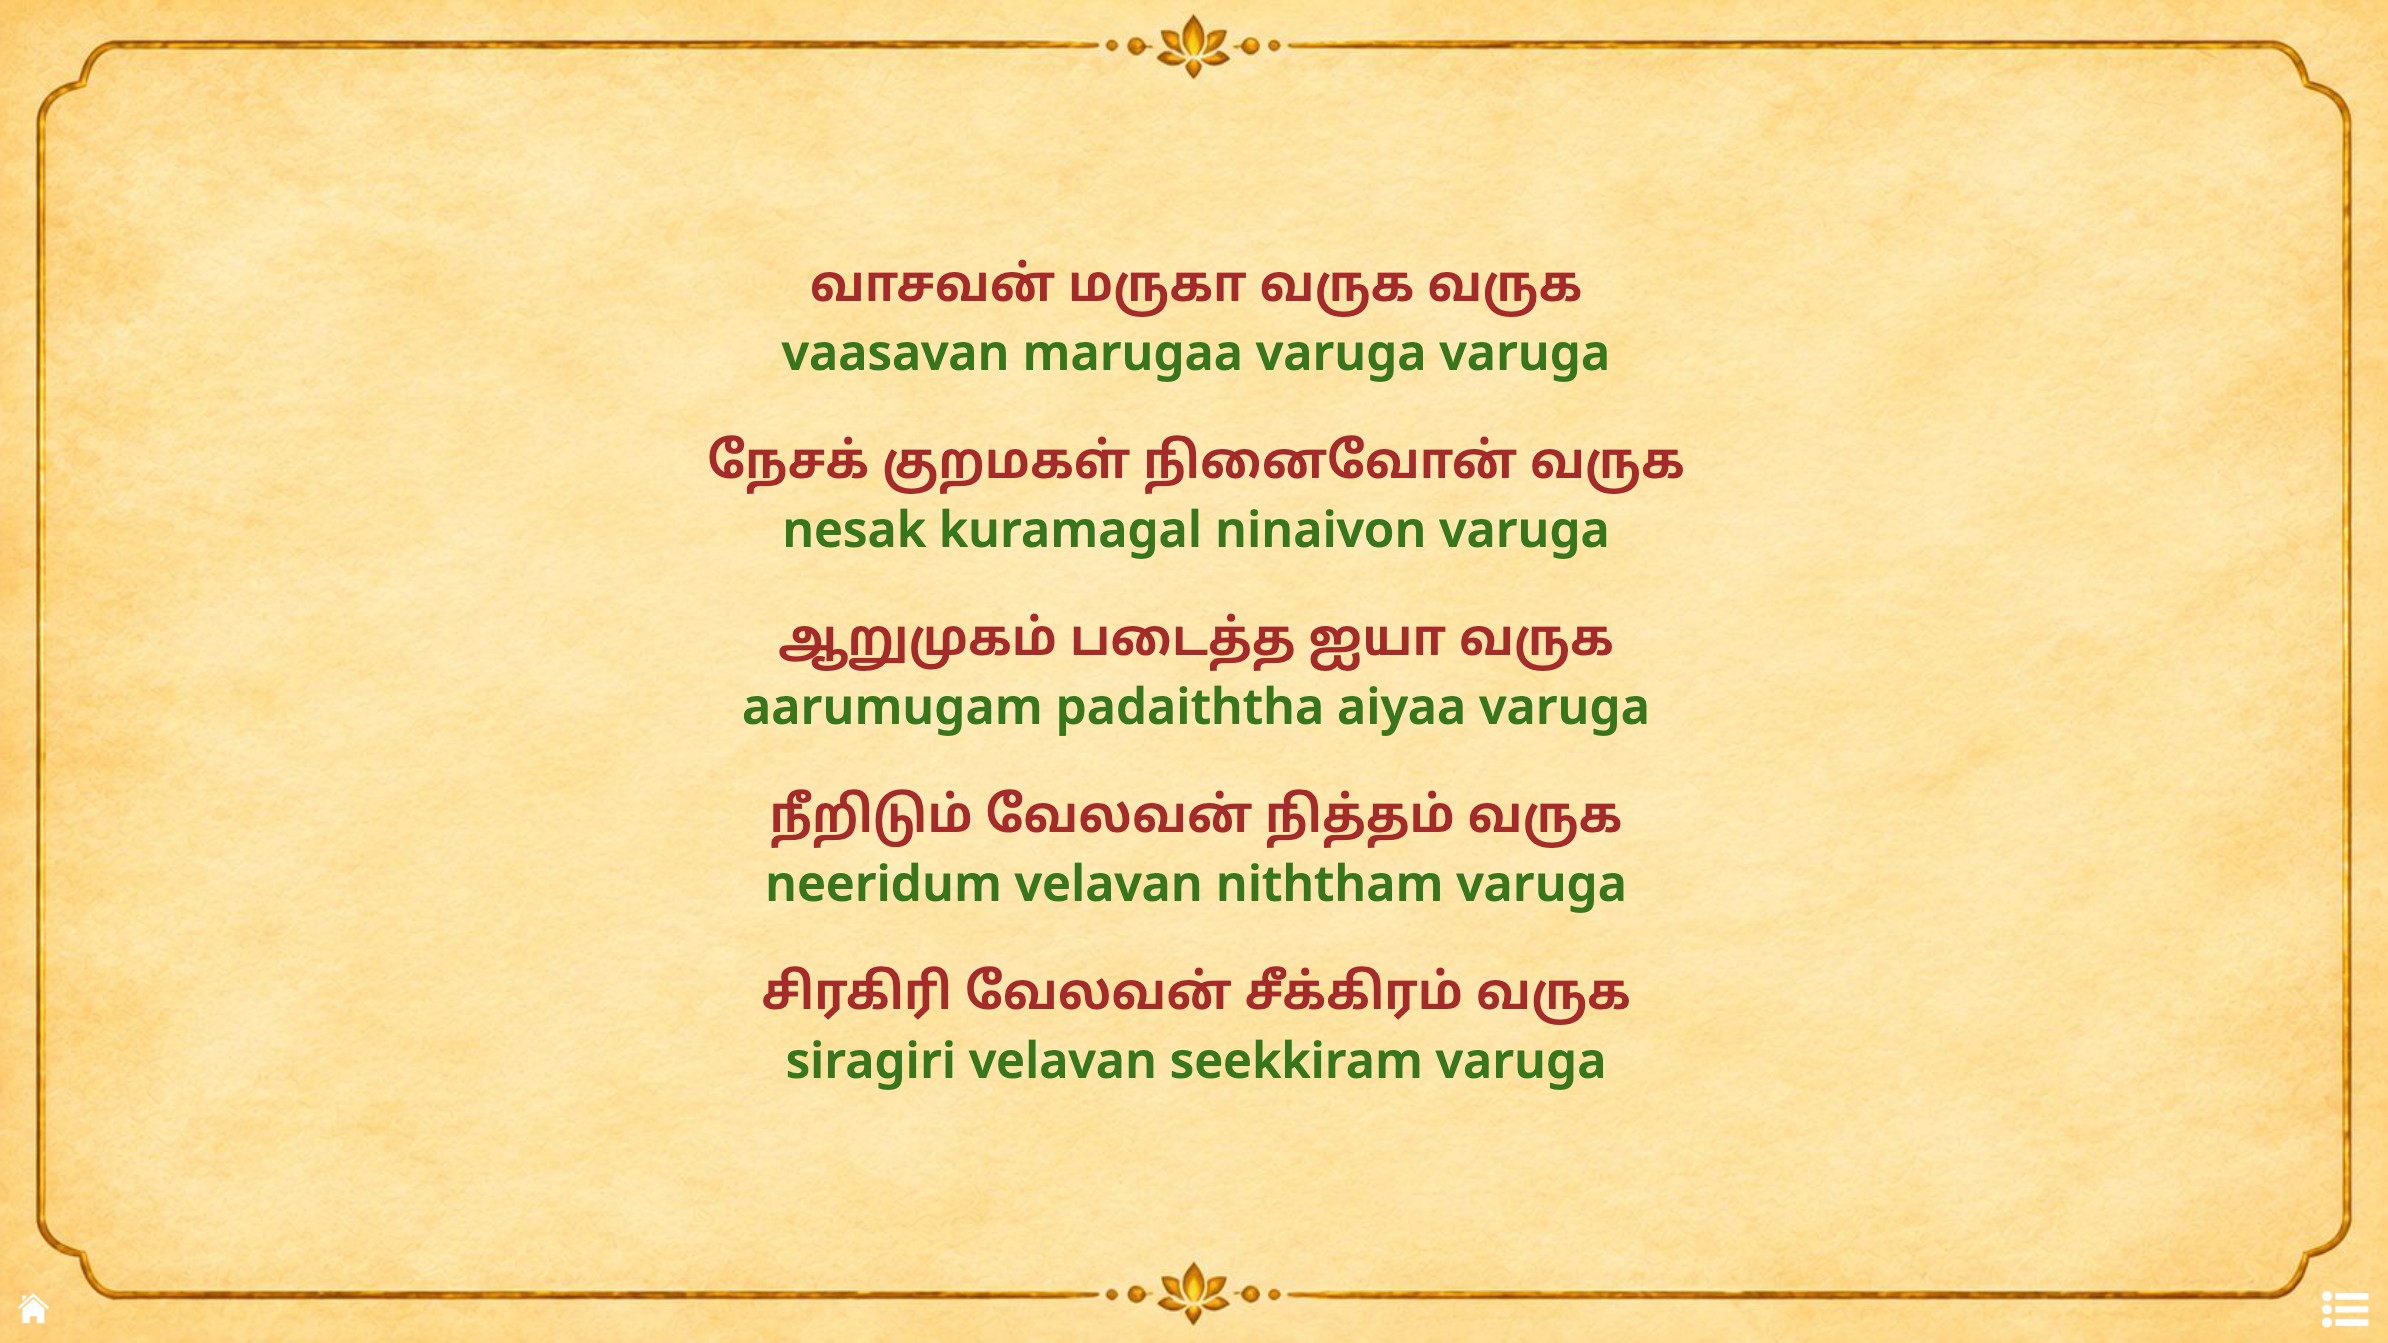 வாசவன் மருகா வருக வருக
vaasavan marugaa varuga varuga
நேசக் குறமகள் நினைவோன் வருக
nesak kuramagal ninaivon varuga
ஆறுமுகம் படைத்த ஐயா வருக
aarumugam padaiththa aiyaa varuga
நீறிடும் வேலவன் நித்தம் வருக
neeridum velavan niththam varuga
சிரகிரி வேலவன் சீக்கிரம் வருக
siragiri velavan seekkiram varuga